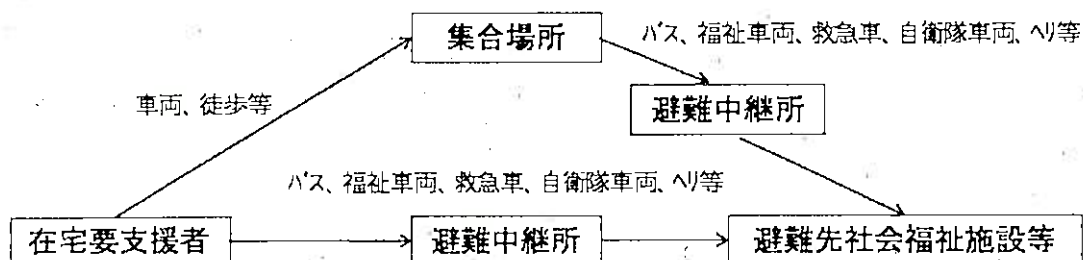 集合場所
バス、福祉車両、救急車、自衛隊車両、ヘリ等
避難中継所
車両、徒歩等
バス、福祉車両、救急車、自衛隊車両、ヘリ等
在宅要支援者
避難中継所
避難先社会福祉施設等